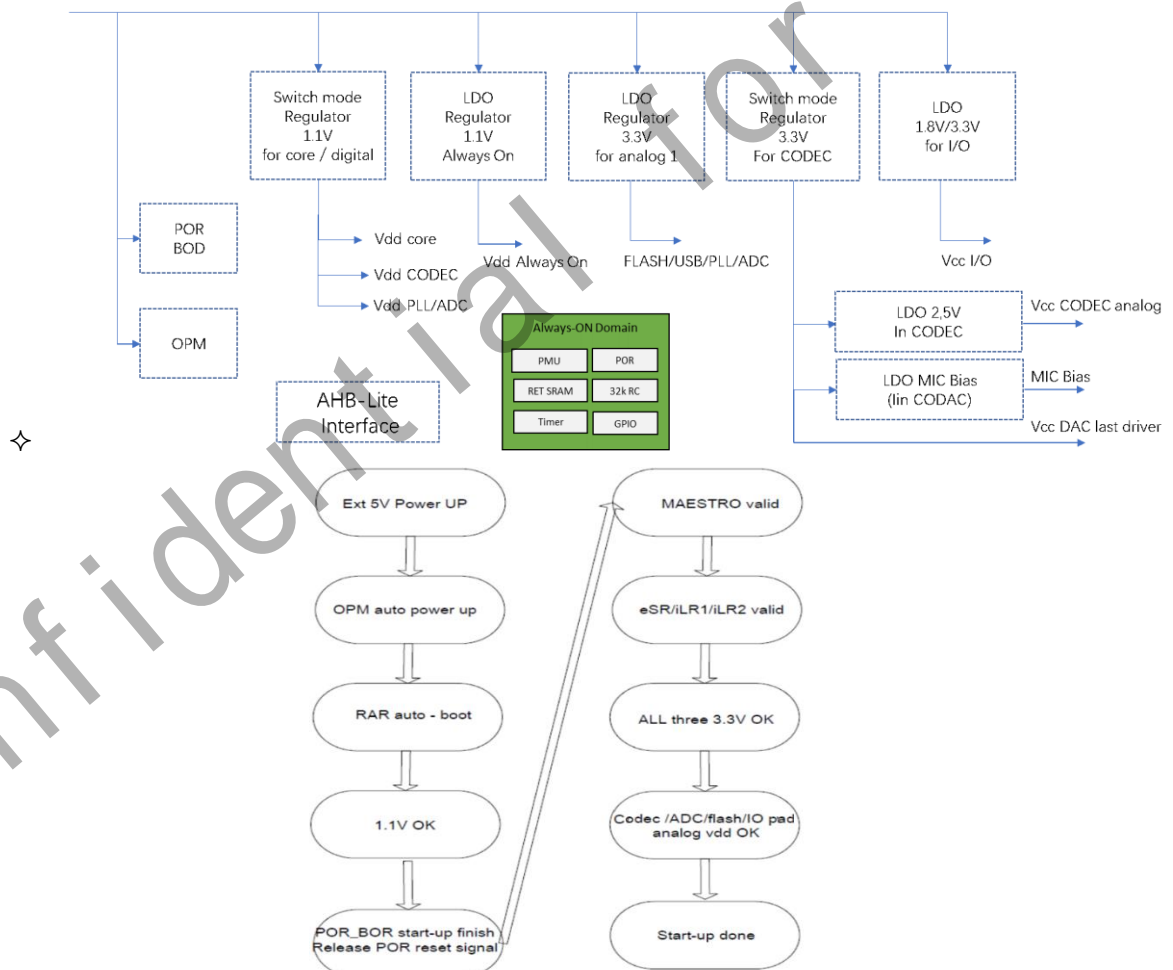 Switch mode
Regulator
1.1V
for core / digital
LDO
Regulator
1.1V
Always On
LDO
Regulator
3.3V
for analog 1
Switch mode
Regulator
3.3V
For CODEC
LDO
1.8V/3.3V
for I/O
POR
BOD
OPM
Vdd core
Vdd CODEC
Vdd PLL/ADC
Vdd Always On
FLASH/USB/PLL/ADC
Vcc I/O
LDO 2,5V
In CODEC
Vcc CODEC analog
LDO MIC Bias
(Iin CODAC)
MIC Bias
Vcc DAC last driver
AHB-Lite
Interface
Always-ON Domain
PMU
POR
RET SRAM
32k RC
Timer
GPIO
Ext 5V Power UP
OPM auto power up
RAR auto - boot
1.1V OK
POR_BOR start-up finish
Release POR reset signal
MAESTRO valid
eSR/iLR1/iLR2 valid
ALL three 3.3V OK
Codec /ADC/flash/IO pad
analog vdd OK
Start-up done
nfidential for